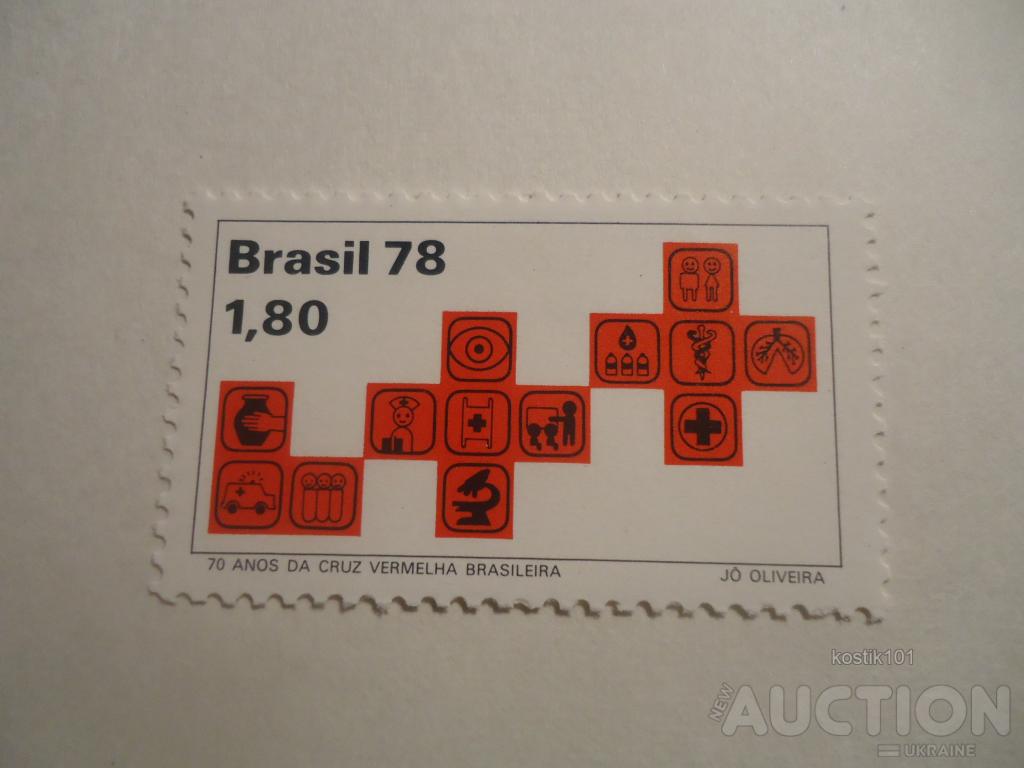 Brasil 78
1,80
70 ANOS DA CRUZ VERMELHA BRASILEIRA
JÔ OLIVEIRA
kostik101
NEW AUCTION
UKRAINE